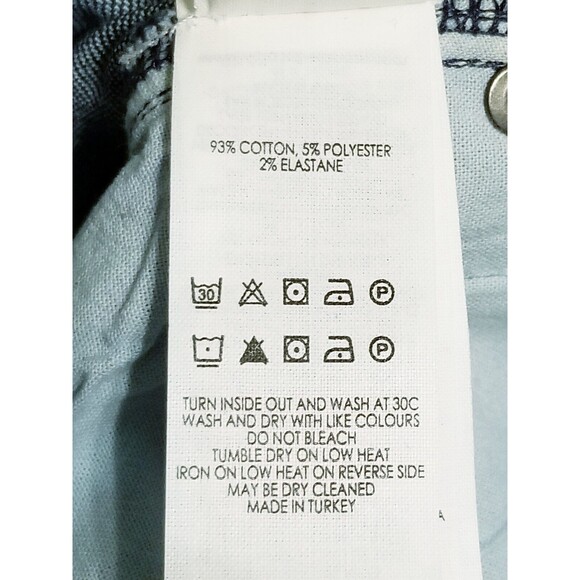 93% COTTON, 5% POLYESTER
2% ELASTANE
30 P
P
TURN INSIDE OUT AND WASH AT 30C
WASH AND DRY WITH LIKE COLOURS
DO NOT BLEACH
TUMBLE DRY ON LOW HEAT
IRON ON LOW HEAT ON REVERSE SIDE
MAY BE DRY CLEANED
MADE IN TURKEY
A